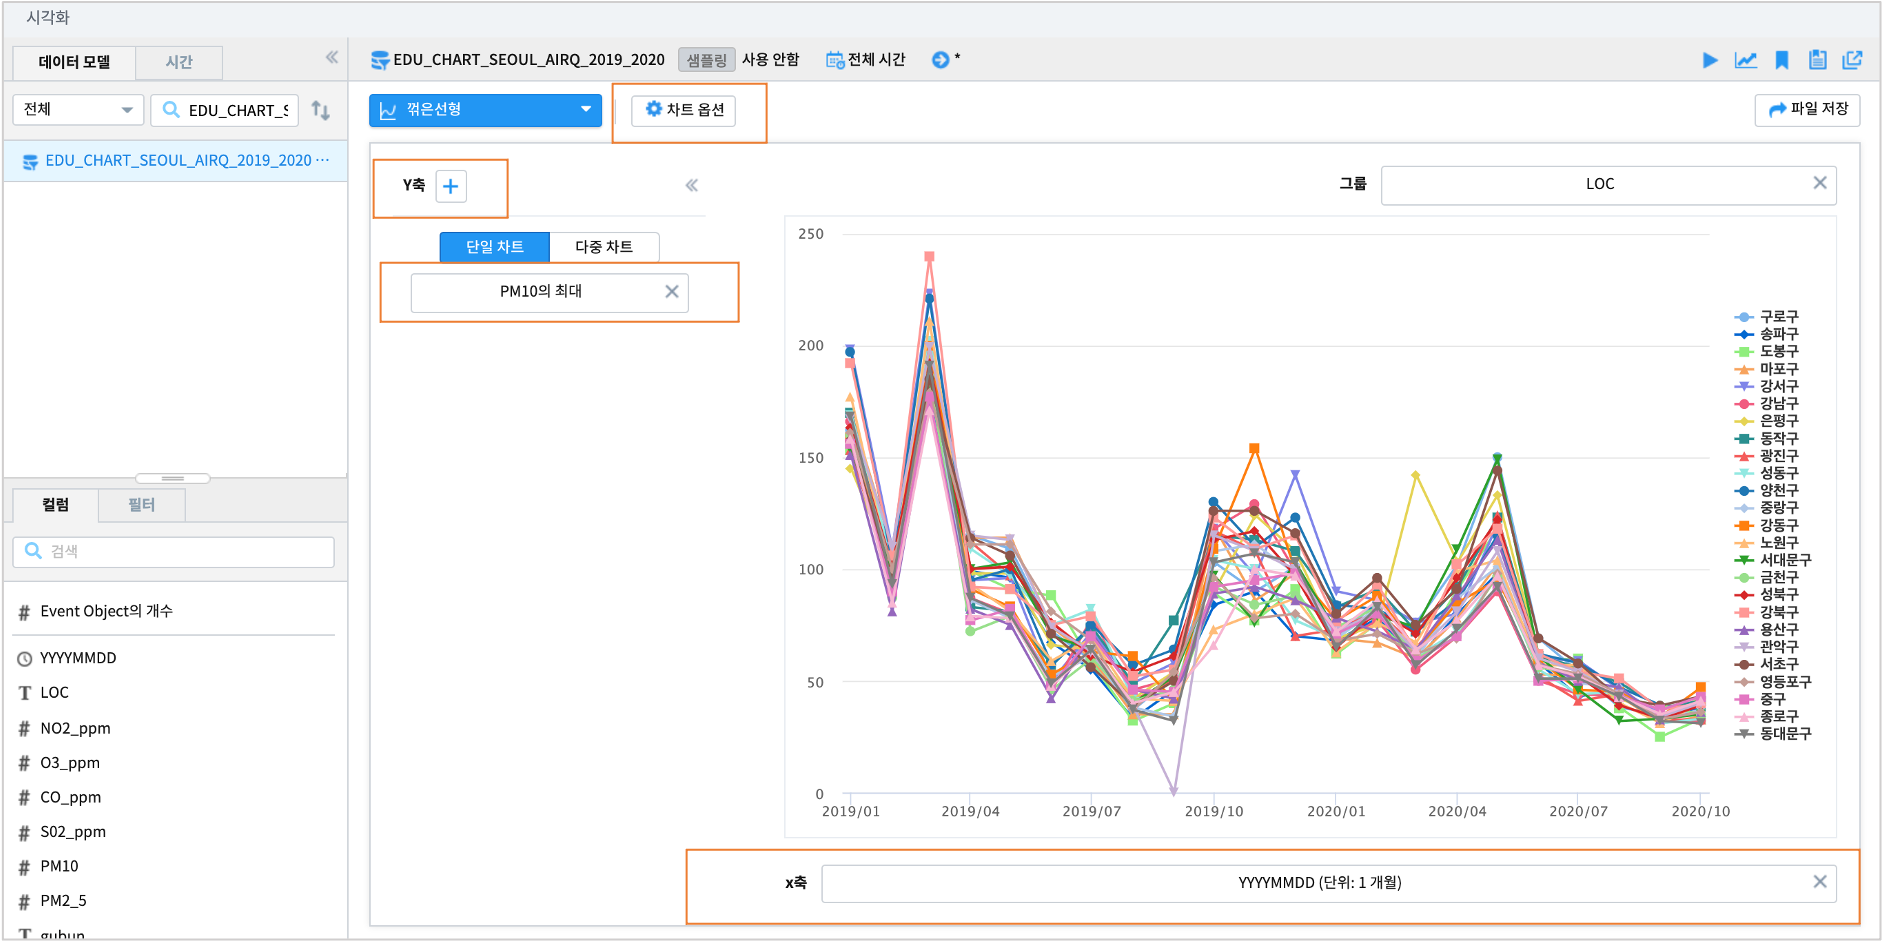 시각화
데이터 모델
시간
EDU_CHART_SEOUL_AIRQ_2019_2020
샘플링
사용 안함
전체 시간
*
전체
EDU_CHART_S
꺾은선형
차트 옵션
파일 저장
EDU_CHART_SEOUL_AIRQ_2019_2020 ···
Y축
그룹
LOC
단일 차트
다중 차트
PM10의 최대
250
200
150
100
50
0
2019/01
2019/04
2019/07
2019/10
2020/01
2020/04
2020/07
2020/10
구로구
송파구
도봉구
마포구
강서구
강남구
은평구
동작구
광진구
성동구
양천구
중랑구
강동구
노원구
서대문구
금천구
성북구
강북구
용산구
관악구
서초구
영등포구
중구
종로구
동대문구
x축
YYYYMMDD (단위: 1 개월)
컬럼
필터
검색
# Event Object의 개수
YYYYMMDD
T LOC
# NO2_ppm
# O3_ppm
# CO_ppm
# S02_ppm
# PM10
# PM2_5
T gubun